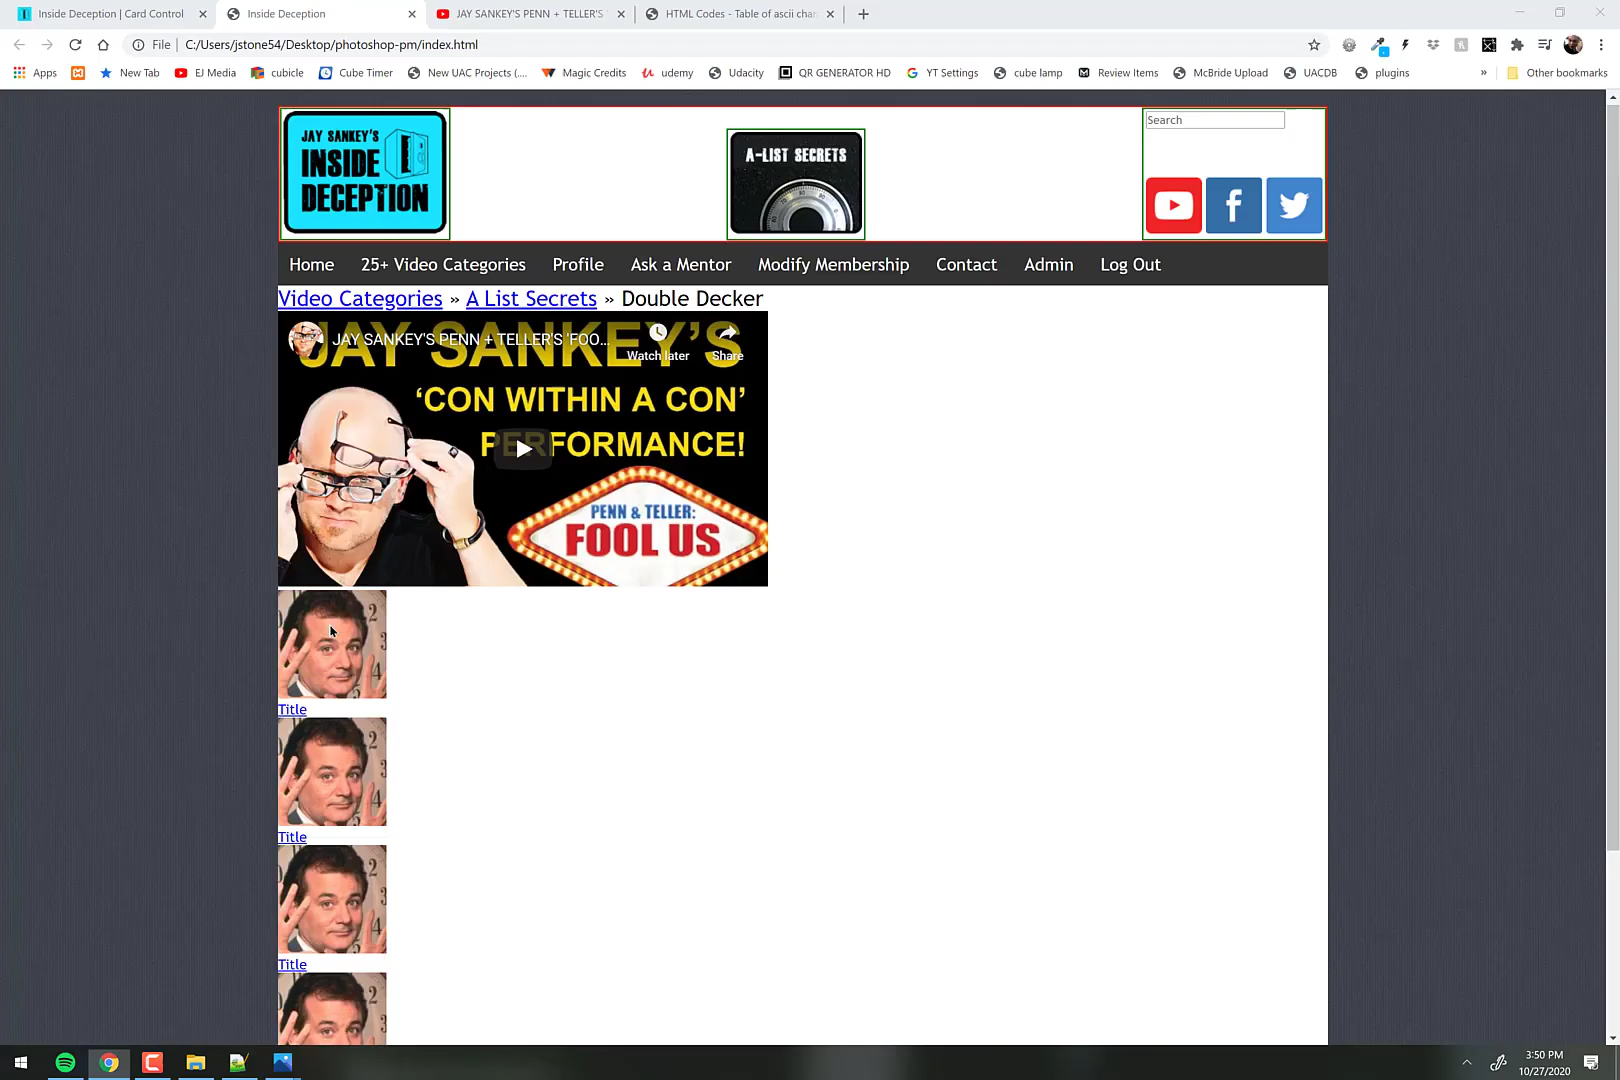 Inside Deception | Card Control
Inside Deception
JAY SANKEY'S PENN + TELLER'S
HTML Codes - Table of ascii char
File
C:/Users/jstone54/Desktop/photoshop-pm/index.html
Apps
New Tab
EJ Media
cubicle
Cube Timer
New UAC Projects (....
Magic Credits
udemy
Udacity
QR GENERATOR HD
YT Settings
cube lamp
Review Items
McBride Upload
UACDB
plugins
»
Other bookmarks
JAY SANKEY'S
INSIDE
DECEPTION
A-LIST SECRETS
Search
Home
25+ Video Categories
Profile
Ask a Mentor
Modify Membership
Contact
Admin
Log Out
Video Categories » A List Secrets » Double Decker
JAY SANKEY'S PENN + TELLER'S 'FOO...
Watch later
Share
JAY SANKEY'S
'CON WITHIN A CON'
PERFORMANCE!
PENN & TELLER:
FOOL US
Title
Title
Title
3:50 PM
10/27/2020